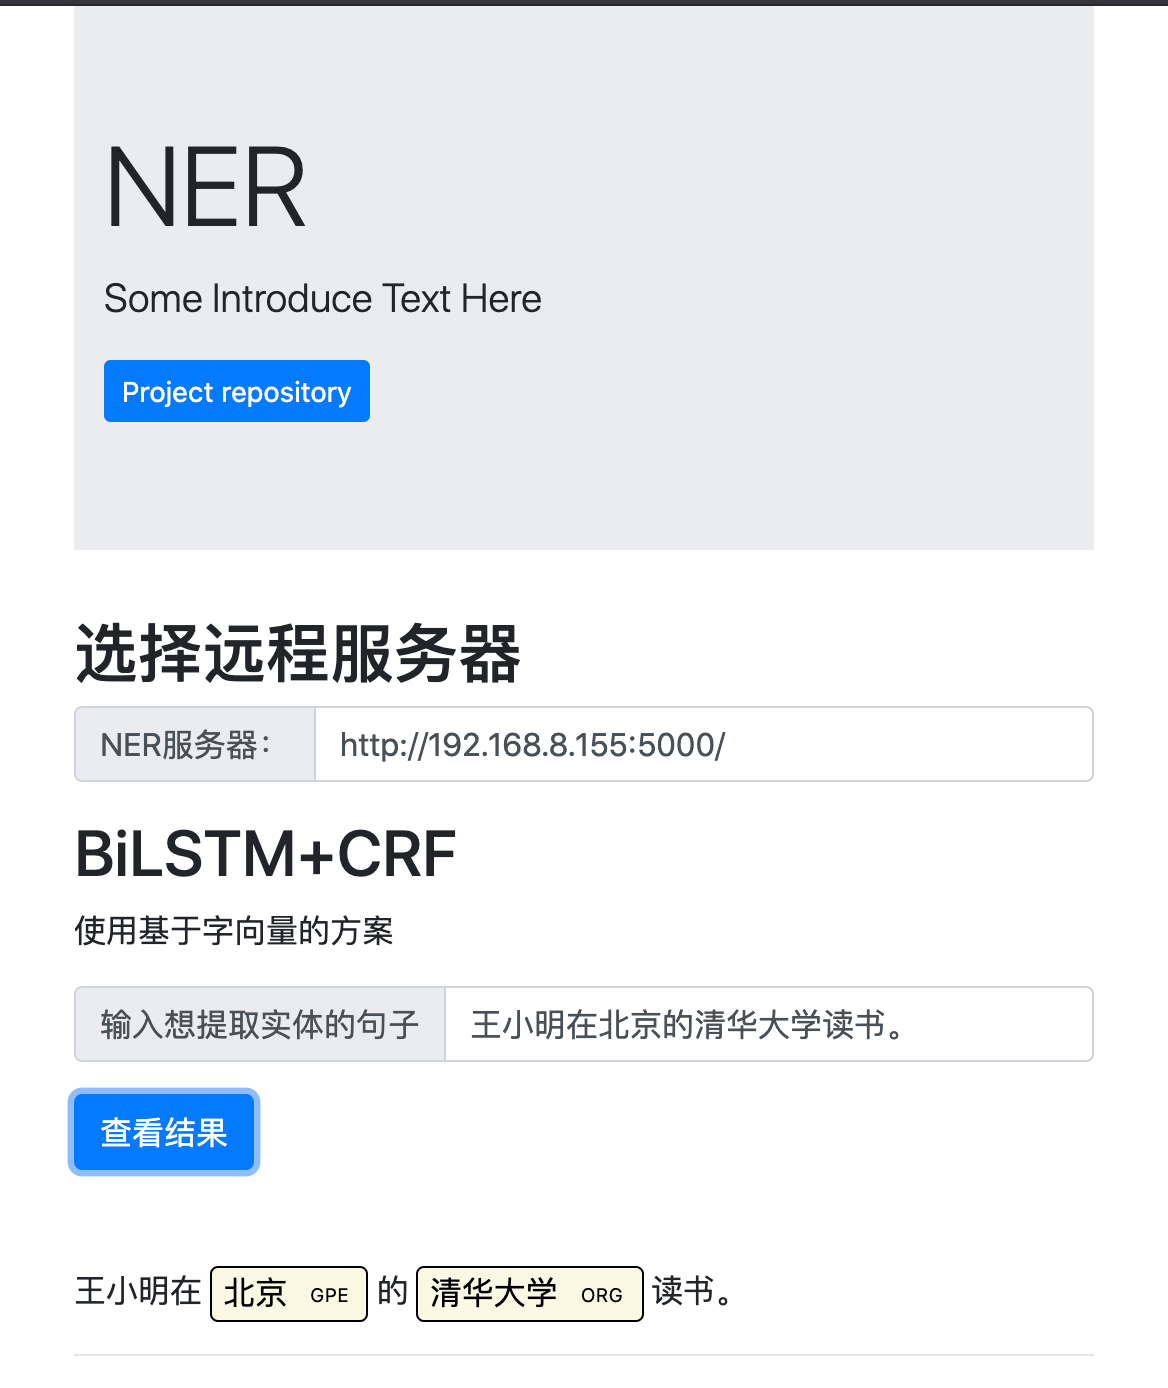 NER
Some Introduce Text Here
Project repository
选择远程服务器
NER服务器： http://192.168.8.155:5000/
BiLSTM+CRF
使用基于字向量的方案
输入想提取实体的句子 王小明在北京的清华大学读书。
查看结果
王小明在 北京 GPE 的 清华大学 ORG 读书。